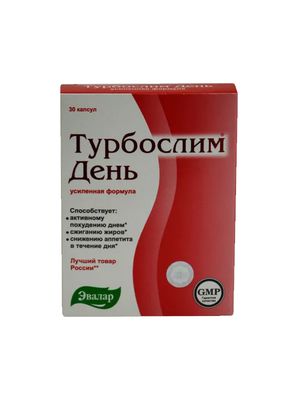 30 капсул
Турбослим®
День
усиленная формула
Способствует:
• активному
похудению днем*
• сжиганию жиров*
• снижению аппетита
в течение дня*
Лучший товар
России**
Эвалар
GMP